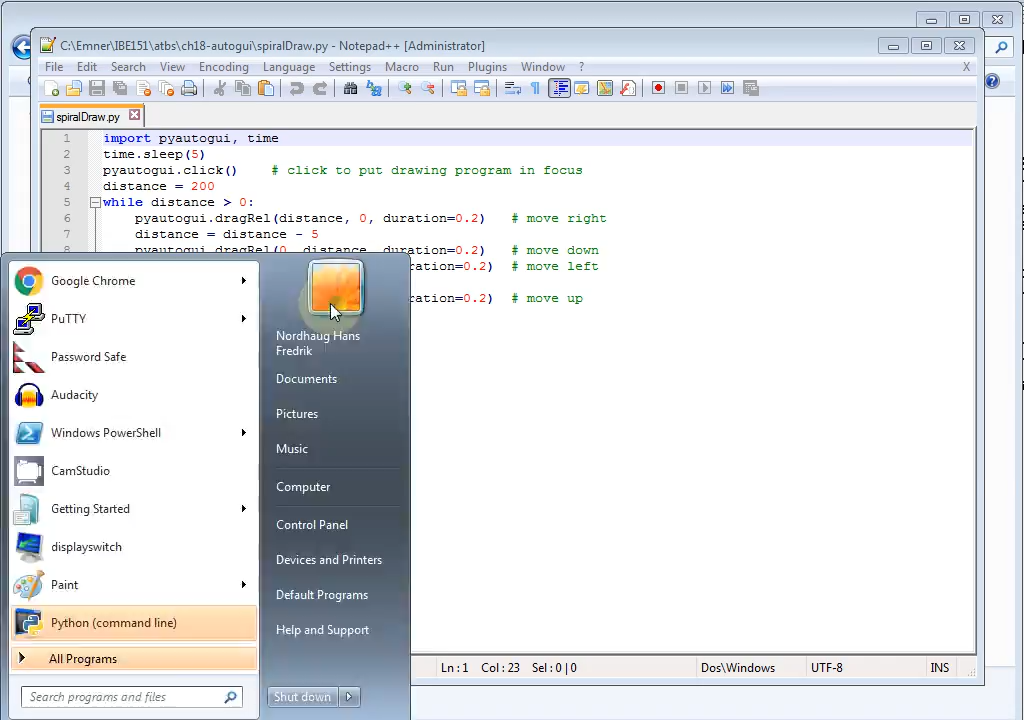 C:\Emner\IBE151\atbs\ch18-autogui\spiralDraw.py - Notepad++ [Administrator]
File Edit Search View Encoding Language Settings Macro Run Plugins Window ? X
spiralDraw.py
1 import pyautogui, time
2 time.sleep(5)
3 pyautogui.click() # click to put drawing program in focus
4 distance = 200
5 while distance > 0:
6 pyautogui.dragRel(distance, 0, duration=0.2) # move right
7 distance = distance - 5
8 pyautogui.dragRel(0, distance, duration=0.2) # move down
ration=0.2) # move left
ration=0.2) # move up
Google Chrome
PuTTY
Password Safe
Audacity
Windows PowerShell
CamStudio
Getting Started
displayswitch
Paint
Python (command line)
All Programs
Search programs and files
Nordhaug Hans
Fredrik
Documents
Pictures
Music
Computer
Control Panel
Devices and Printers
Default Programs
Help and Support
Shut down
Ln:1 Col:23 Sel:0|0 Dos\Windows UTF-8 INS